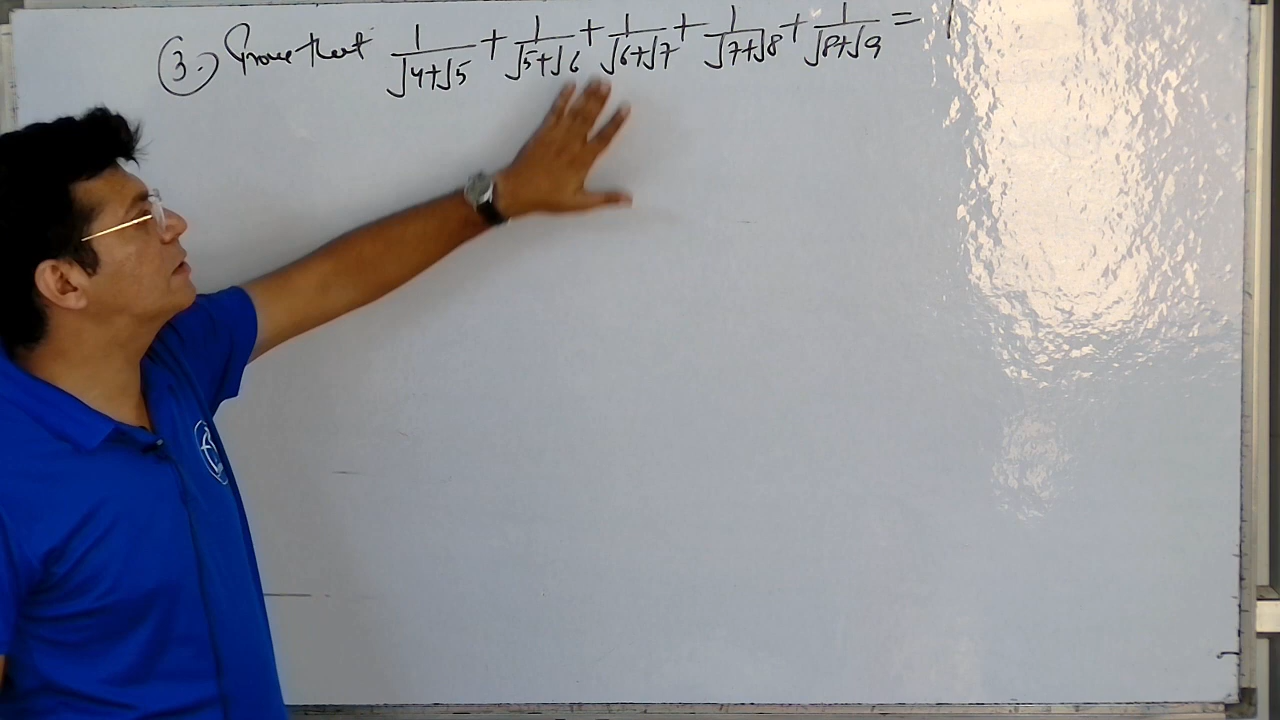 3.) Prove that 1/(√4+√5) + 1/(√5+√6) + 1/(√6+√7) + 1/(√7+√8) + 1/(√8+√9) = 1